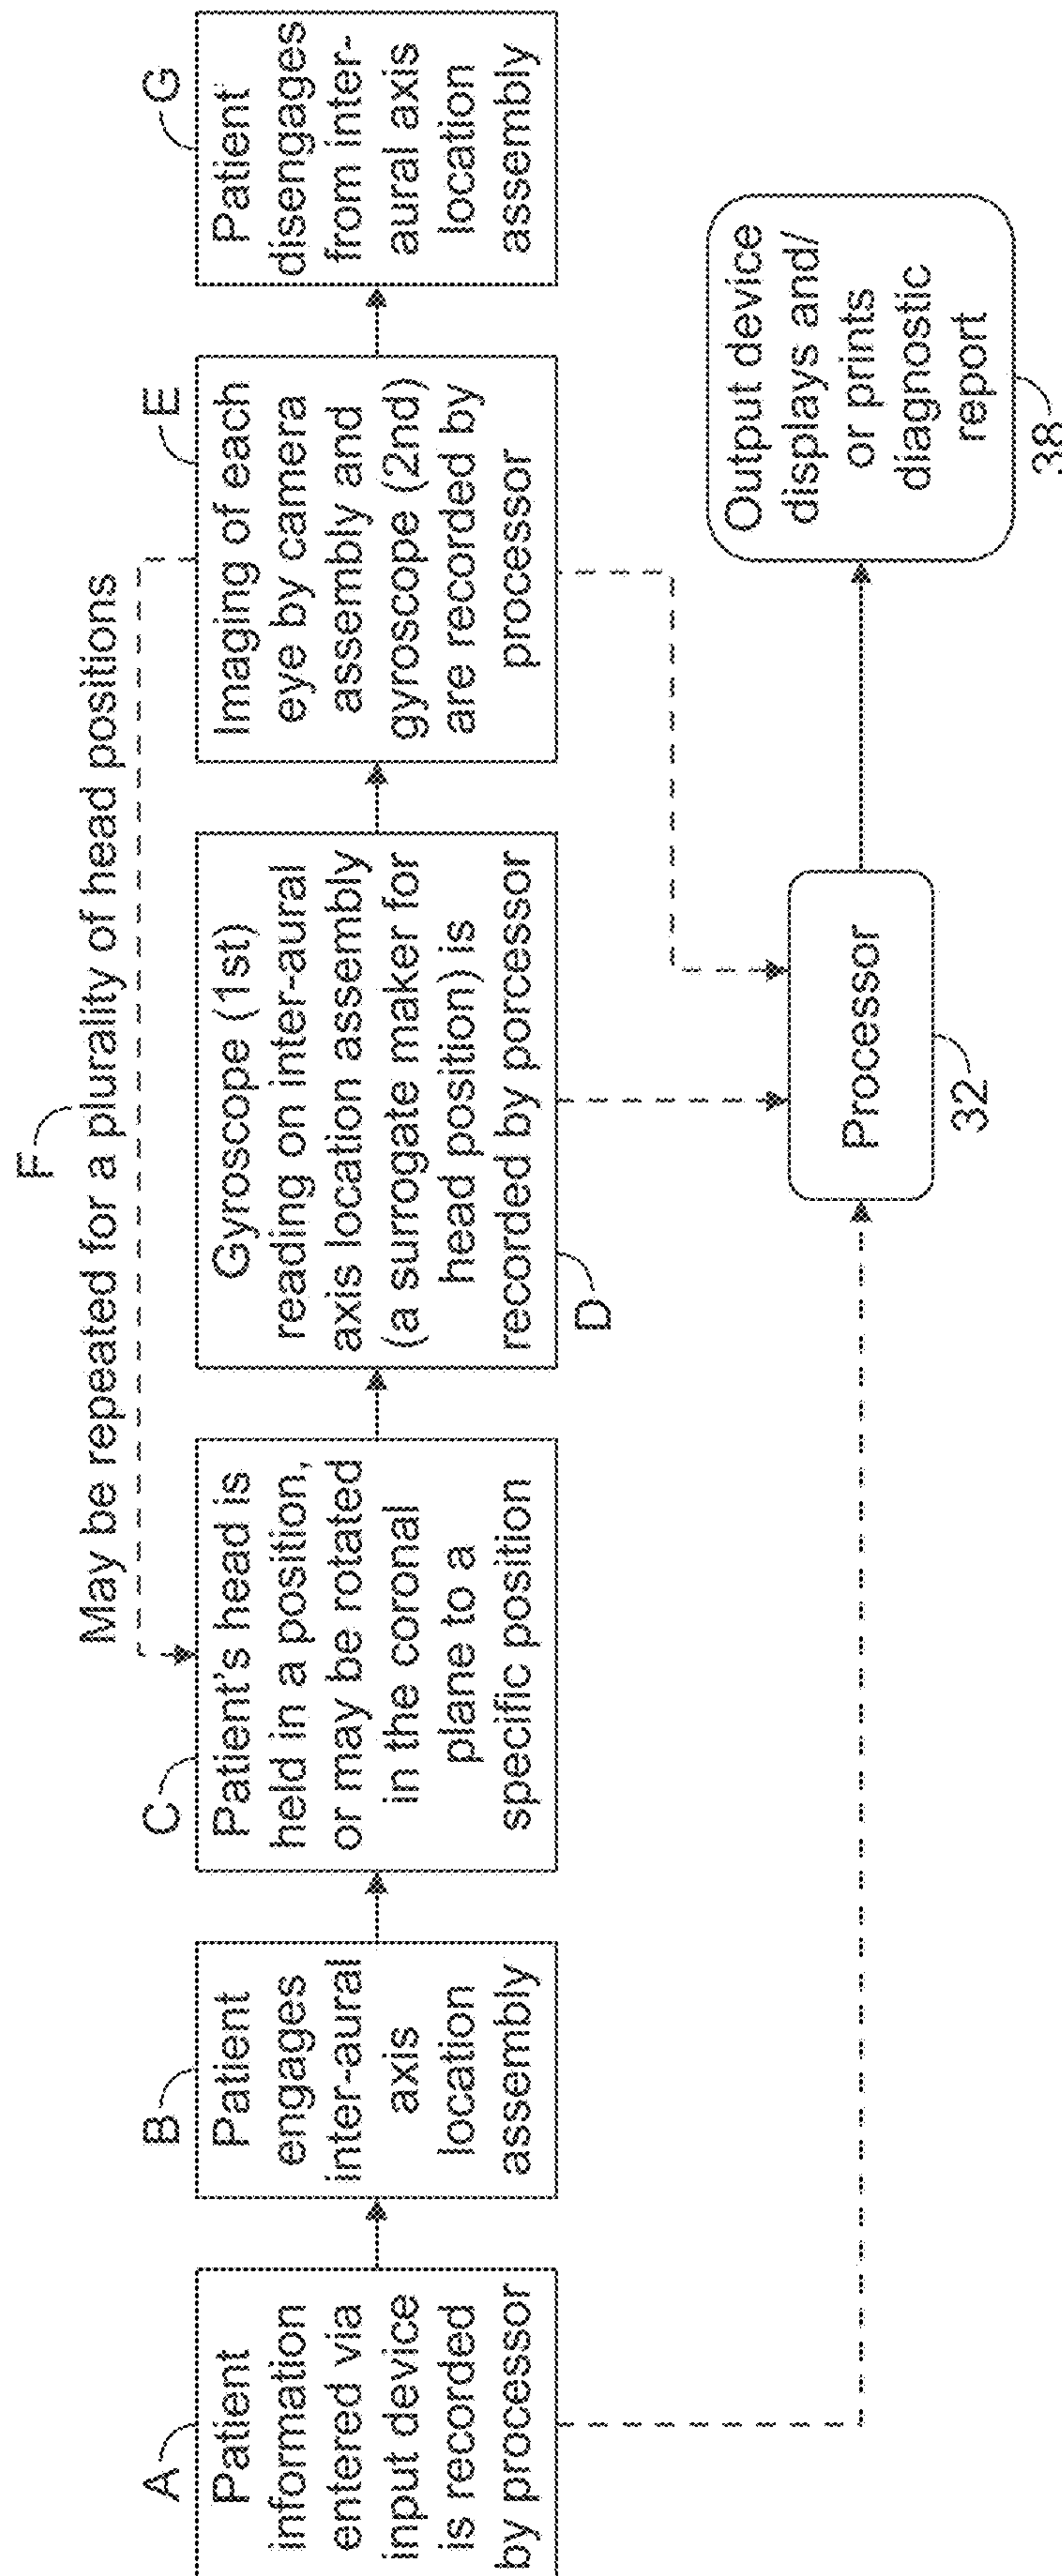 F
May be repeated for a plurality of head positions
A
Patient
information
entered via
input device
is recorded
by processor
B
Patient
engages
inter-aural
axis
location
assembly
C
Patient's head is
held in a position,
or may be rotated
in the coronal
plane to a
specific position
Gyroscope (1st)
reading on inter-aural
axis location assembly
(a surrogate maker for
head position) is
recorded by porcessor
D
E
Imaging of each
eye by camera
assembly and
gyroscope (2nd)
are recorded by
processor
G
Patient
disengages
from inter-
aural axis
location
assembly
Processor
32
Output device
displays and/
or prints
diagnostic
report
38